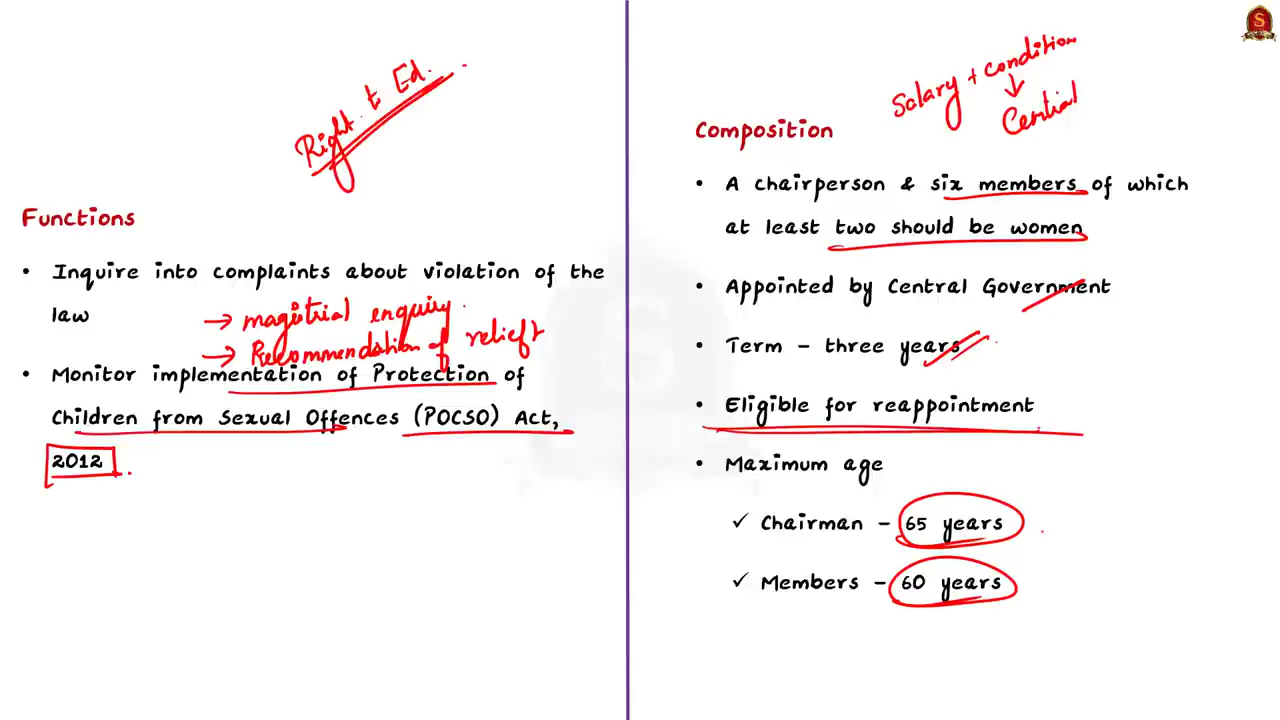 Right to Ed.
Functions
• Inquire into complaints about violation of the
law
→ magistrial enquiry.
→ Recommendation of relieft
• Monitor implementation of Protection of
Children from Sexual Offences (POCSO) Act,
2012
Salary + condition
↓
Central
Composition
• A chairperson & six members of which
at least two should be women
• Appointed by Central Government
• Term – three years
• Eligible for reappointment
• Maximum age
✓ Chairman – 65 years
✓ Members – 60 years
S